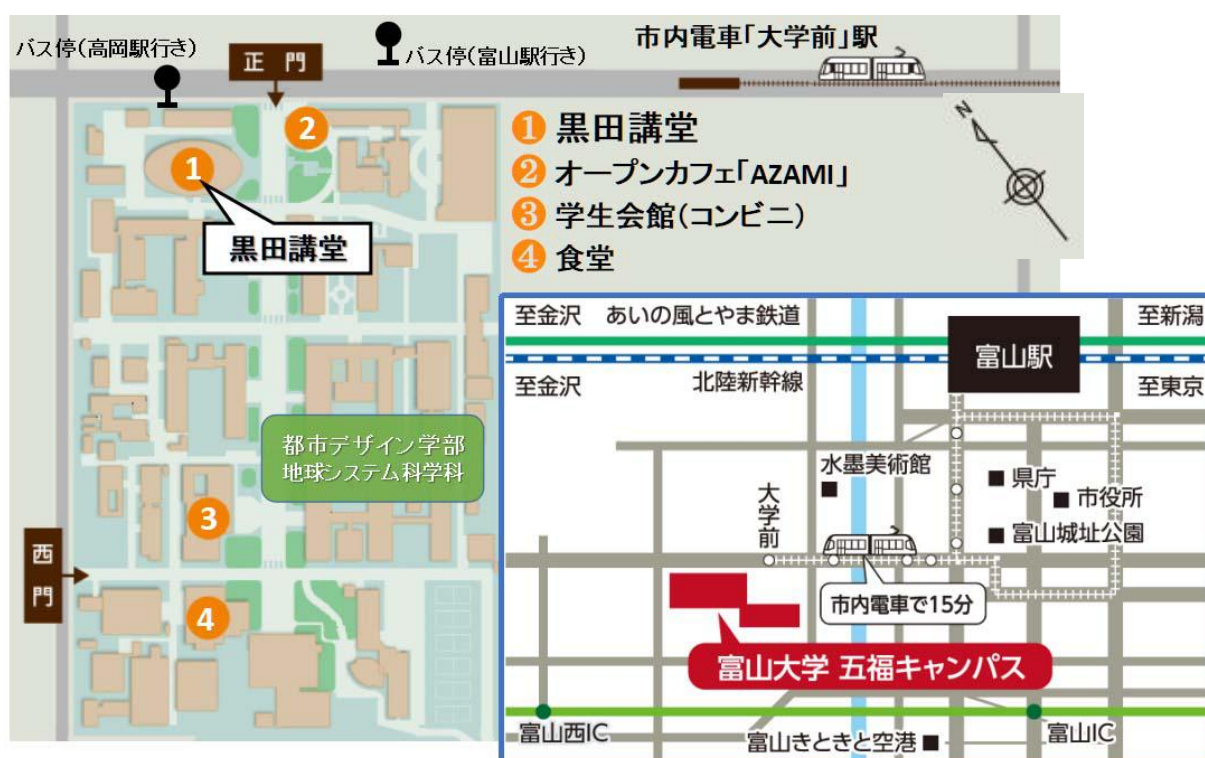 バス停(高岡駅行き)
正 門
バス停(富山駅行き)
市内電車「大学前」駅
N
1
2
黒田講堂
1 黒田講堂
2 オープンカフェ「AZAMI」
3 学生会館(コンビニ)
4 食堂
都市デザイン学部
地球システム科学科
3
西門
4
至金沢
あいの風とやま鉄道
至新潟
富山駅
至金沢
北陸新幹線
至東京
水墨美術館
県庁
市役所
大学前
富山城址公園
市内電車で15分
富山大学 五福キャンパス
富山西IC
富山きときと空港
富山IC